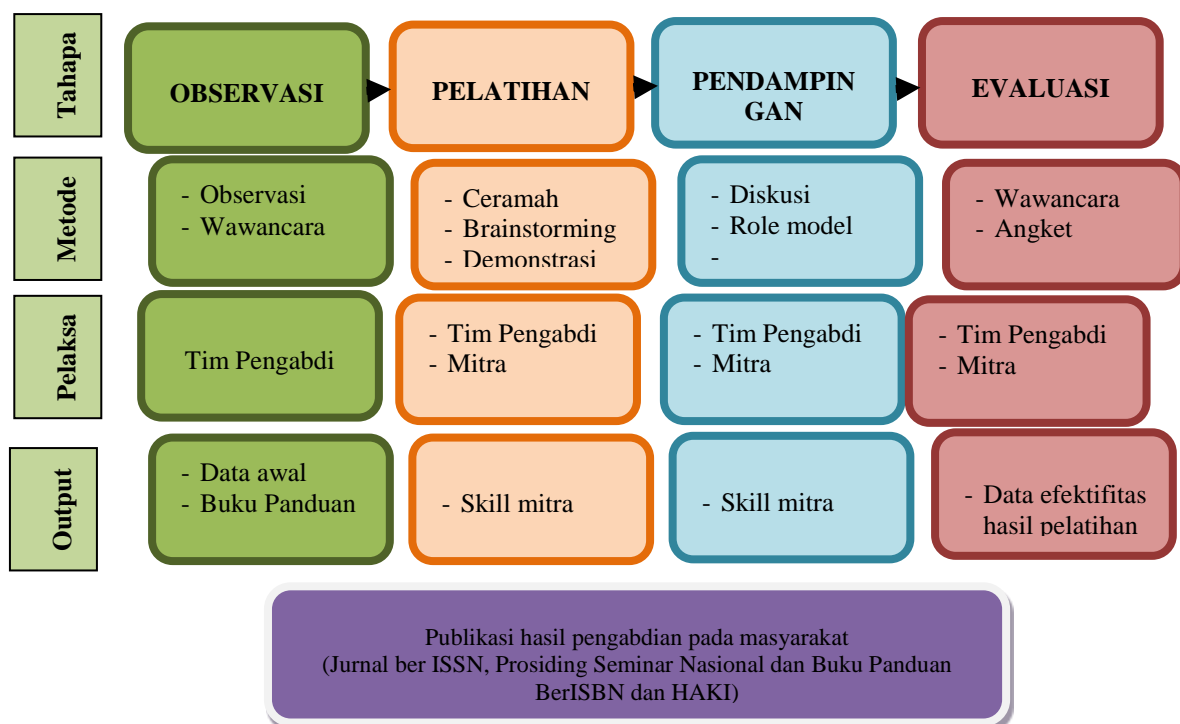 Tahapa
OBSERVASI
PELATIHAN
PENDAMPIN
GAN
EVALUASI
Metode
- Observasi
- Wawancara
- Ceramah
- Brainstorming
- Demonstrasi
- Diskusi
- Role model
-
- Wawancara
- Angket
Pelaksa
Tim Pengabdi
- Tim Pengabdi
- Mitra
- Tim Pengabdi
- Mitra
- Tim Pengabdi
- Mitra
Output
- Data awal
- Buku Panduan
- Skill mitra
- Skill mitra
- Data efektifitas
hasil pelatihan
Publikasi hasil pengabdian pada masyarakat
(Jurnal ber ISSN, Prosiding Seminar Nasional dan Buku Panduan
BerISBN dan HAKI)